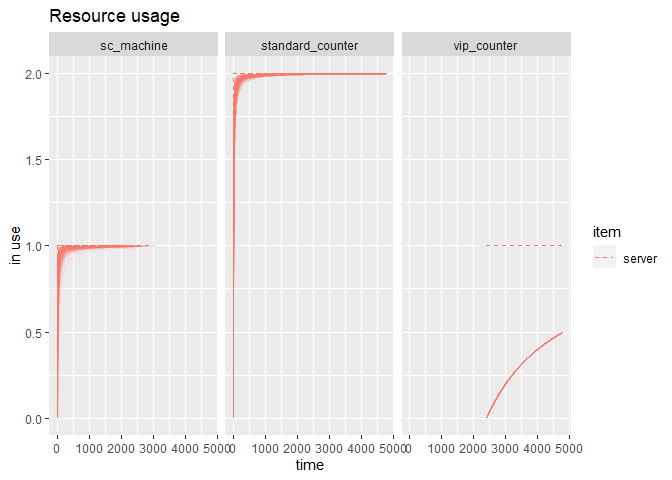 Resource usage
sc_machine standard_counter vip_counter
2.0
1.5
1.0
0.5
0.0
in use
item
server
0 1000 2000 3000 4000 5000 0 1000 2000 3000 4000 5000 0 1000 2000 3000 4000 5000
time